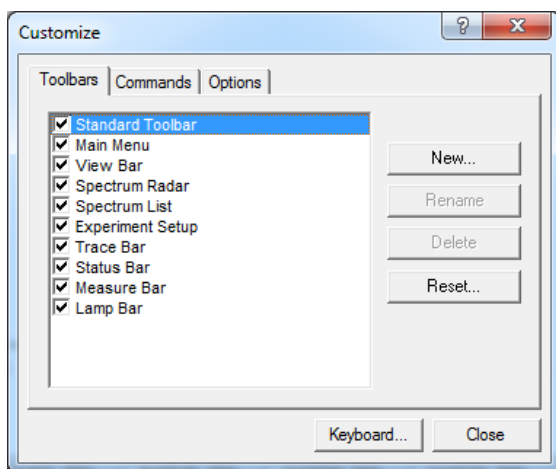 Customize
Toolbars Commands Options
Standard Toolbar
Main Menu
View Bar
Spectrum Radar
Spectrum List
Experiment Setup
Trace Bar
Status Bar
Measure Bar
Lamp Bar
New...
Rename
Delete
Reset...
Keyboard... Close